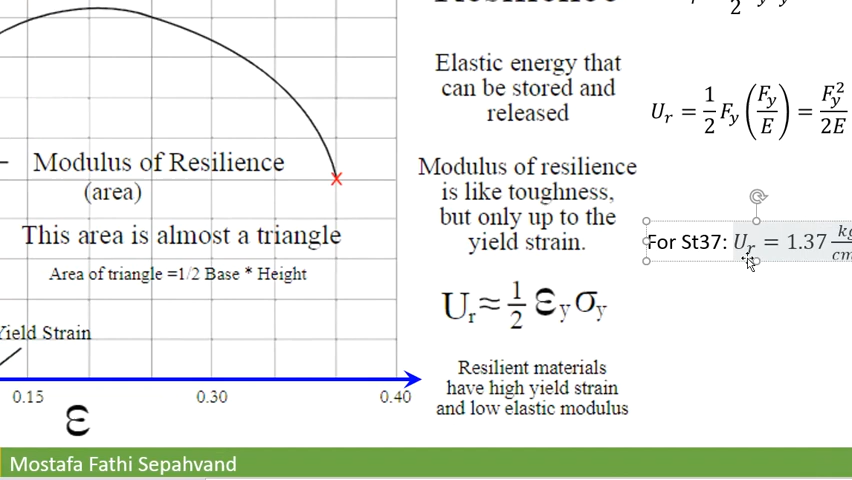 Modulus of Resilience
(area)
This area is almost a triangle
Area of triangle =1/2 Base * Height
Yield Strain
0.15 0.30 0.40
ε
Elastic energy that
can be stored and
released
Modulus of resilience
is like toughness,
but only up to the
yield strain.
Uᵣ≈ 1/2 εyσy
Resilient materials
have high yield strain
and low elastic modulus
Uᵣ = 1/2 Fy (Fy/E) = Fy²/2E
For St37: Uᵣ = 1.37
Mostafa Fathi Sepahvand